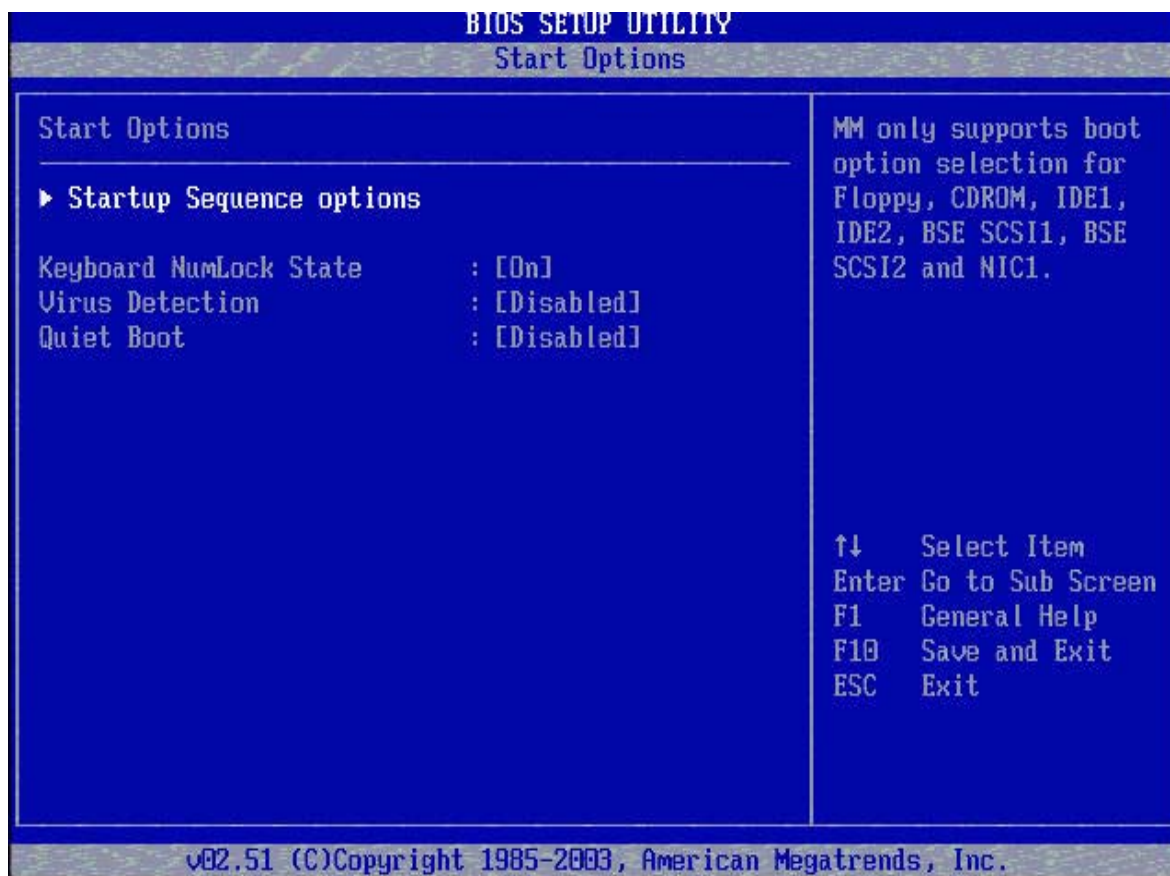 BIOS SETUP UTILITY
Start Options
Start Options
▶ Startup Sequence options
Keyboard NumLock State : [On]
Virus Detection : [Disabled]
Quiet Boot : [Disabled]
MM only supports boot
option selection for
Floppy, CDROM, IDE1,
IDE2, BSE SCSI1, BSE
SCSI2 and NIC1.
↑↓ Select Item
Enter Go to Sub Screen
F1 General Help
F10 Save and Exit
ESC Exit
v02.51 (C)Copyright 1985-2003, American Megatrends, Inc.